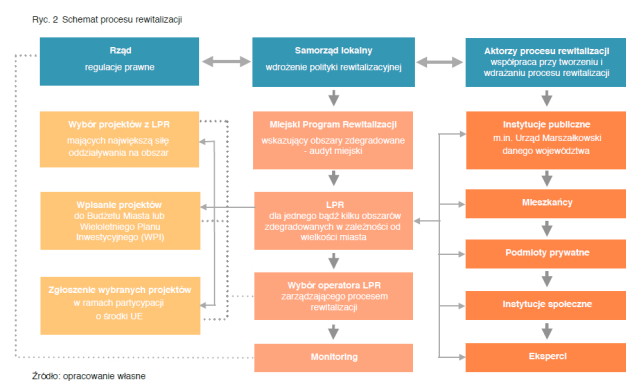 Ryc. 2 Schemat procesu rewitalizacji
Rząd
regulacje prawne
Samorząd lokalny
wdrożenie polityki rewitalizacyjnej
Aktorzy procesu rewitalizacji
współpraca przy tworzeniu i
wdrażaniu procesu rewitalizacji
Wybór projektów z LPR
mających największą siłę
oddziaływania na obszar
Miejski Program Rewitalizacji
wskazujący obszary zdegradowane
- audyt miejski
Instytucje publiczne
m.in. Urząd Marszałkowski
danego województwa
Wpisanie projektów
do Budżetu Miasta lub
Wieloletniego Planu
Inwestycyjnego (WPI)
LPR
dla jednego bądź kilku obszarów
zdegradowanych w zależności od
wielkości miasta
Mieszkańcy
Podmioty prywatne
Zgłoszenie wybranych projektów
w ramach partycypacji
o środki UE
Wybór operatora LPR
zarządzającego procesem
rewitalizacji
Instytucje społeczne
Monitoring
Eksperci
Źródło: opracowanie własne